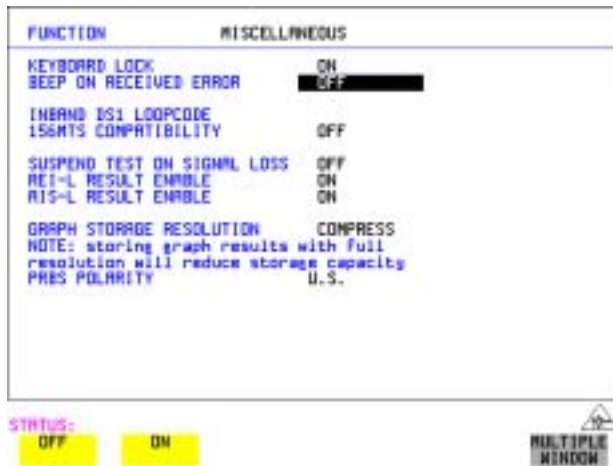 FUNCTION MISCELLANEOUS
KEYBOARD LOCK ON
BEEP ON RECEIVED ERROR OFF
INBAND DS1 LOOPCODE
156MTS COMPATIBILITY OFF
SUSPEND TEST ON SIGNAL LOSS OFF
REI-L RESULT ENABLE ON
AIS-L RESULT ENABLE ON
GRAPH STORAGE RESOLUTION COMPRESS
NOTE: storing graph results with full
resolution will reduce storage capacity
PRBS POLARITY U.S.
STATUS:
OFF ON MULTIPLE
WINDOW